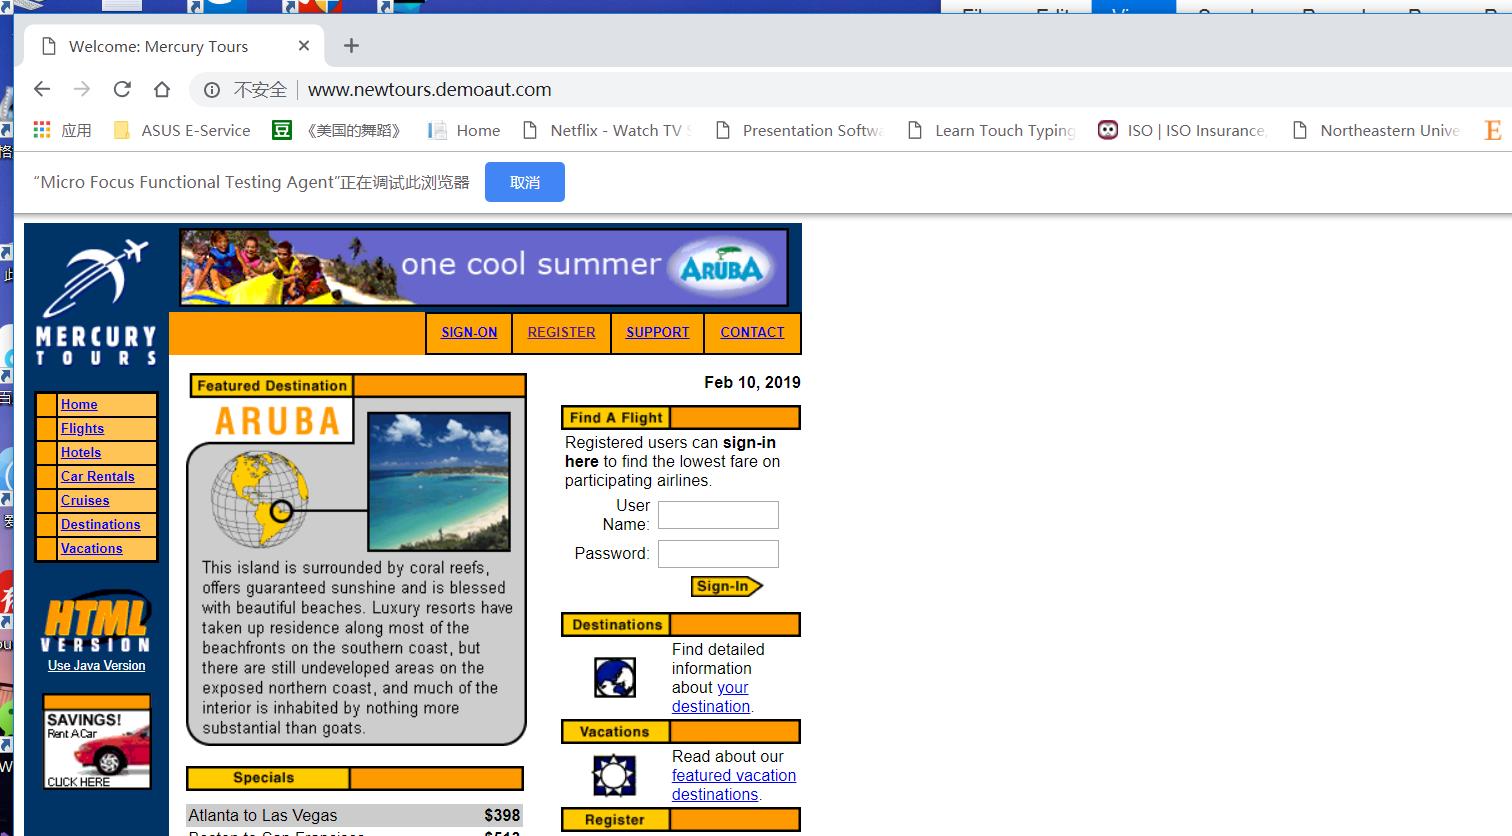 Welcome: Mercury Tours
不安全 www.newtours.demoaut.com
应用 ASUS E-Service 《美国的舞蹈》 Home Netflix - Watch TV Presentation Softwa Learn Touch Typing ISO | ISO Insurance, Northeastern Unive
“Micro Focus Functional Testing Agent”正在调试此浏览器 取消
one cool summer ARUBA
MERCURY
TOURS
SIGN-ON REGISTER SUPPORT CONTACT
Home
Flights
Hotels
Car Rentals
Cruises
Destinations
Vacations
HTML
VERSION
Use Java Version
SAVINGS!
Rent A Car
CLICK HERE
Featured Destination
ARUBA
This island is surrounded by coral reefs,
offers guaranteed sunshine and is blessed
with beautiful beaches. Luxury resorts have
taken up residence along most of the
beachfronts on the southern coast, but
there are still undeveloped areas on the
exposed northern coast, and much of the
interior is inhabited by nothing more
substantial than goats.
Specials
Atlanta to Las Vegas $398
Boston to San Francisco $513
Feb 10, 2019
Find A Flight
Registered users can sign-in
here to find the lowest fare on
participating airlines.
User
Name:
Password:
Sign-In
Destinations
Find detailed
information
about your
destination.
Vacations
Read about our
featured vacation
destinations.
Register